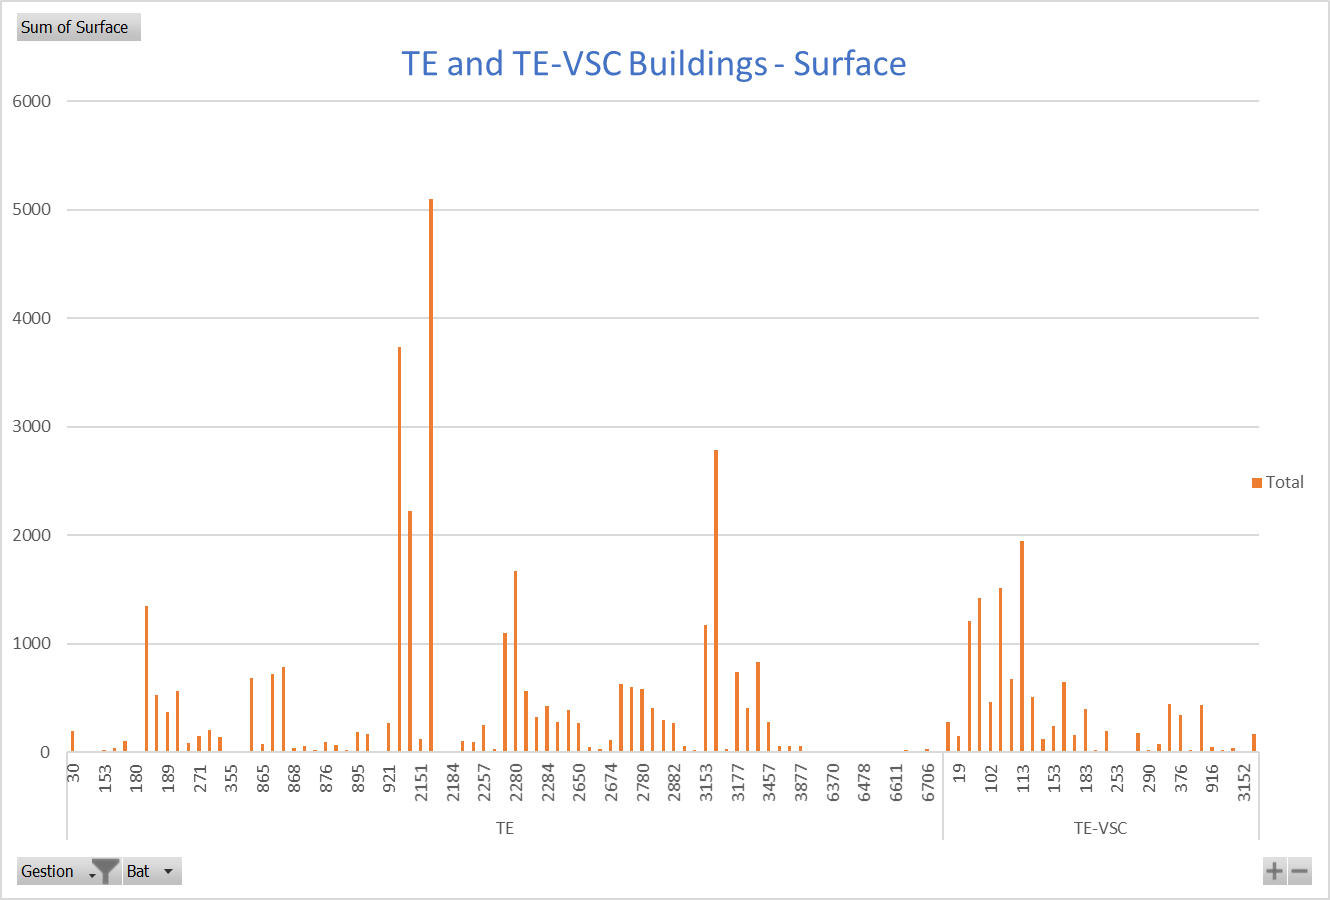 Sum of Surface
TE and TE-VSC Buildings - Surface
6000
5000
4000
3000
2000
1000
0
Total
30 153 180 189 271 355 865 868 876 895 921 2151 2184 2257 2280 2284 2650 2674 2780 2882 3153 3177 3457 3877 6370 6478 6611 6706 19 102 113 153 183 253 290 376 916 3152
TE TE-VSC
Gestion Bat